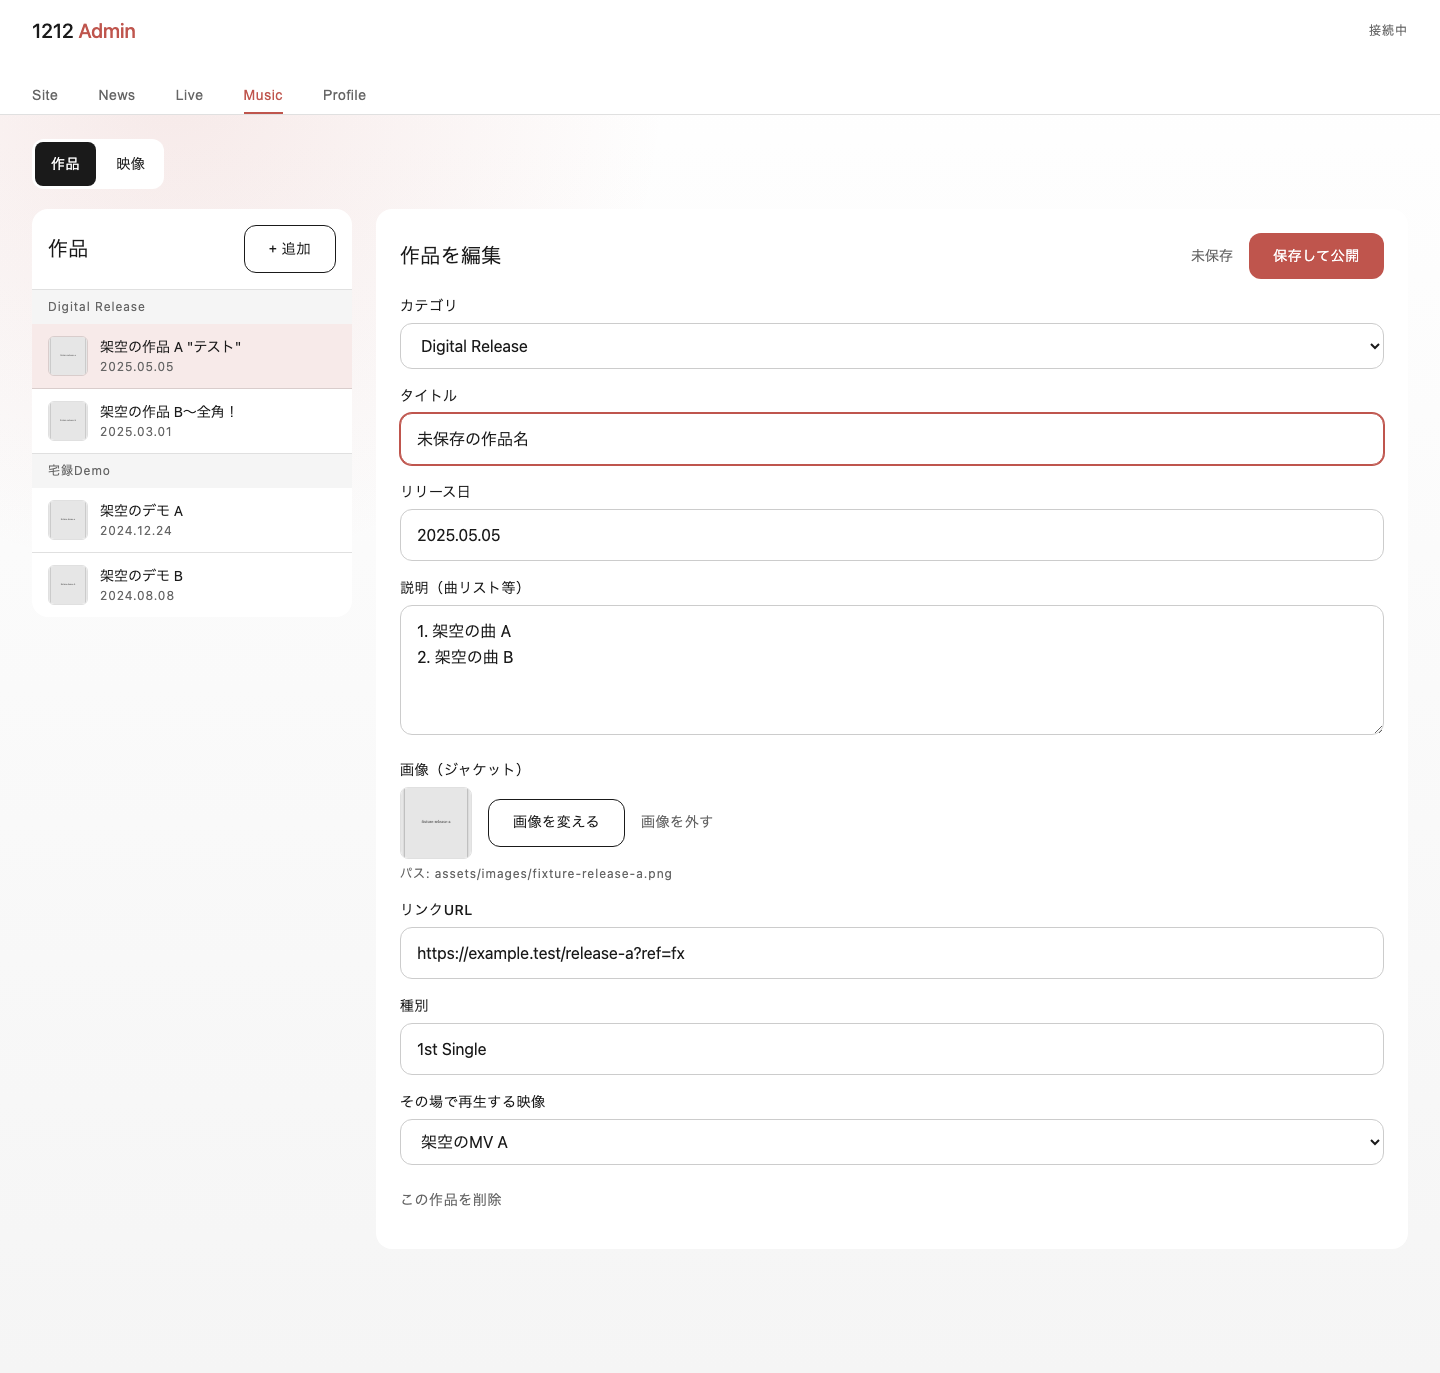 1212 Admin
接続中
Site
News
Live
Music
Profile
作品
映像
作品
+ 追加
Digital Release
架空の作品 A "テスト"
2025.05.05
架空の作品 B〜全角！
2025.03.01
宅録Demo
架空のデモ A
2024.12.24
架空のデモ B
2024.08.08
作品を編集
未保存
保存して公開
カテゴリ
Digital Release
タイトル
未保存の作品名
リリース日
2025.05.05
説明（曲リスト等）
1. 架空の曲 A
2. 架空の曲 B
画像（ジャケット）
画像を変える
画像を外す
パス: assets/images/fixture-release-a.png
リンクURL
https://example.test/release-a?ref=fx
種別
1st Single
その場で再生する映像
架空のMV A
この作品を削除